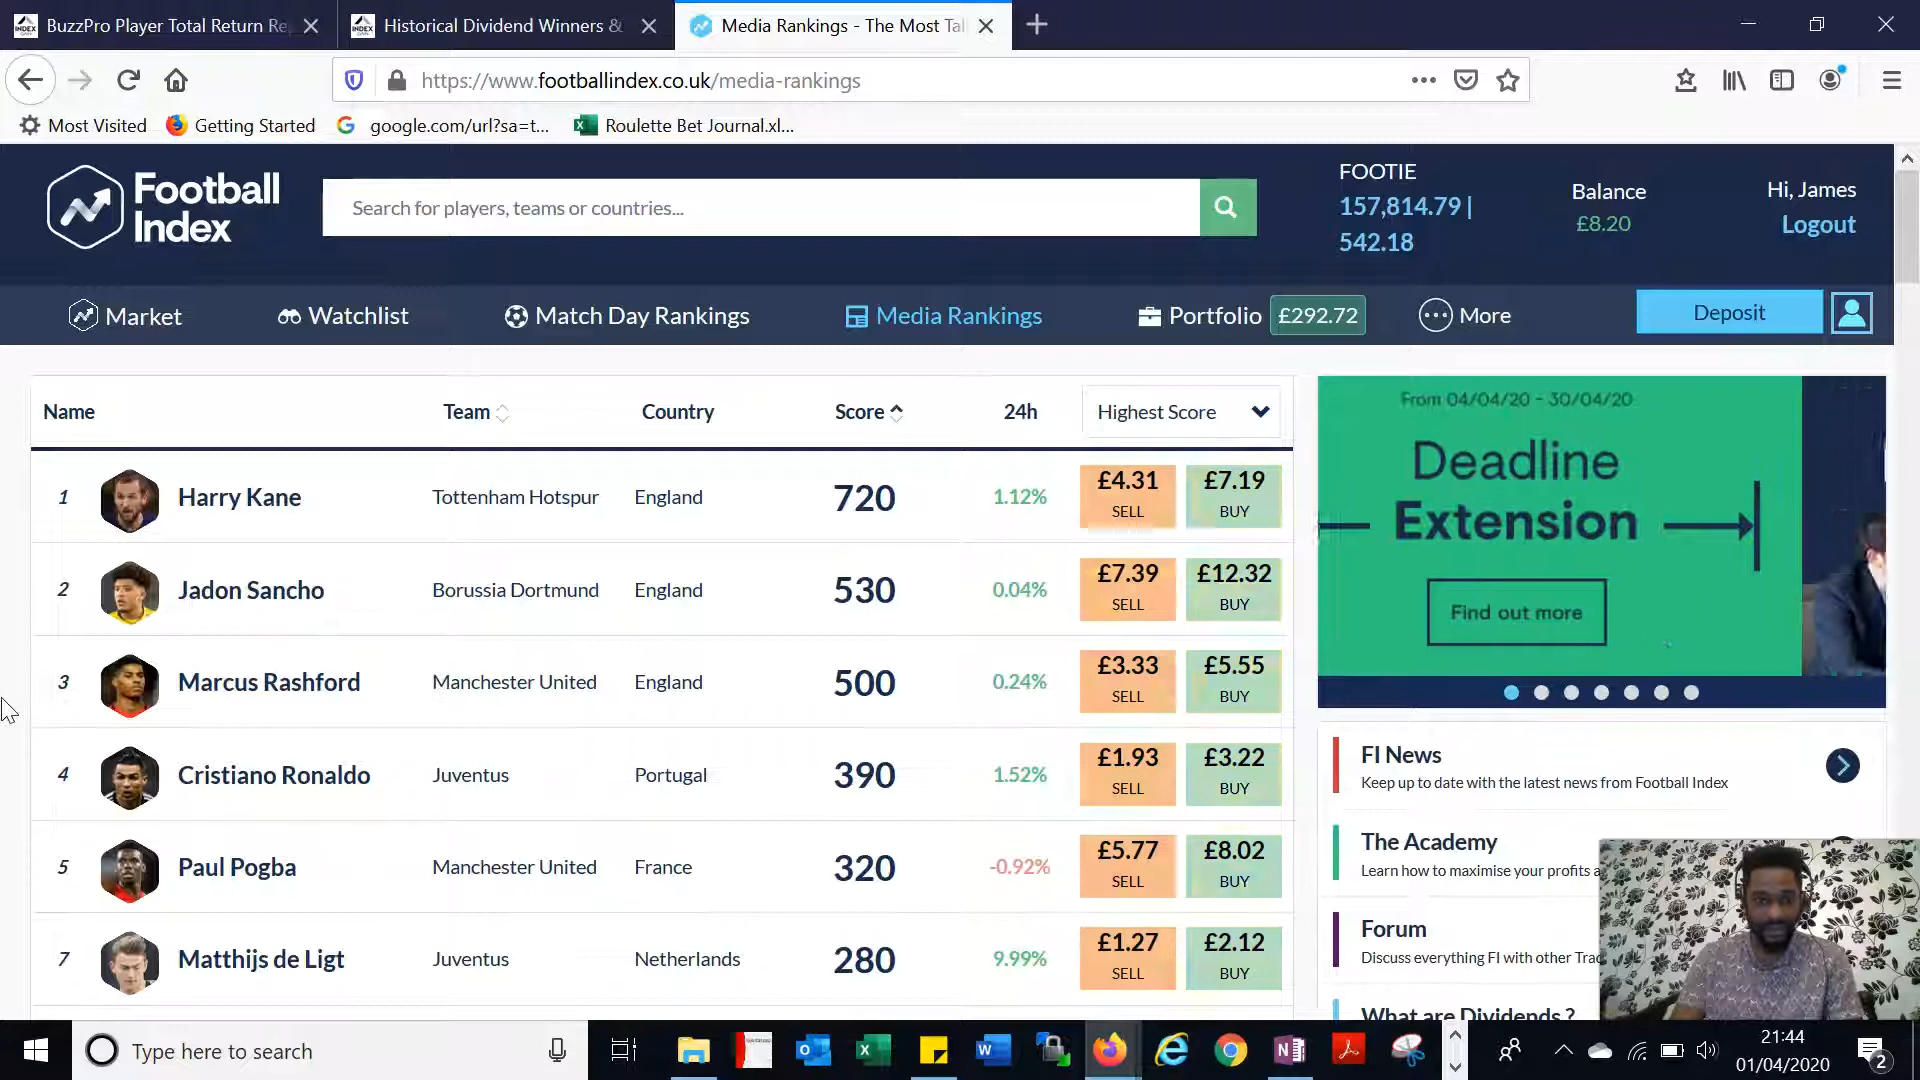 BuzzPro Player Total Return Re
Historical Dividend Winners &
Media Rankings - The Most Tal
https://www.footballindex.co.uk/media-rankings
Most Visited
Getting Started
google.com/url?sa=t...
Roulette Bet Journal.xl...
Football Index
Search for players, teams or countries...
FOOTIE
157,814.79 |
542.18
Balance
£8.20
Hi, James
Logout
Market
Watchlist
Match Day Rankings
Media Rankings
Portfolio £292.72
More
Deposit
Name Team Country Score 24h Highest Score
1 Harry Kane Tottenham Hotspur England 720 1.12% £4.31 SELL £7.19 BUY
2 Jadon Sancho Borussia Dortmund England 530 0.04% £7.39 SELL £12.32 BUY
3 Marcus Rashford Manchester United England 500 0.24% £3.33 SELL £5.55 BUY
4 Cristiano Ronaldo Juventus Portugal 390 1.52% £1.93 SELL £3.22 BUY
5 Paul Pogba Manchester United France 320 -0.92% £5.77 SELL £8.02 BUY
7 Matthijs de Ligt Juventus Netherlands 280 9.99% £1.27 SELL £2.12 BUY
From 04/04/20 - 30/04/20
Deadline
Extension
Find out more
FI News
Keep up to date with the latest news from Football Index
The Academy
Learn how to maximise your profits a
Forum
Discuss everything FI with other Trad
What are Dividends ?
Type here to search
21:44
01/04/2020
2